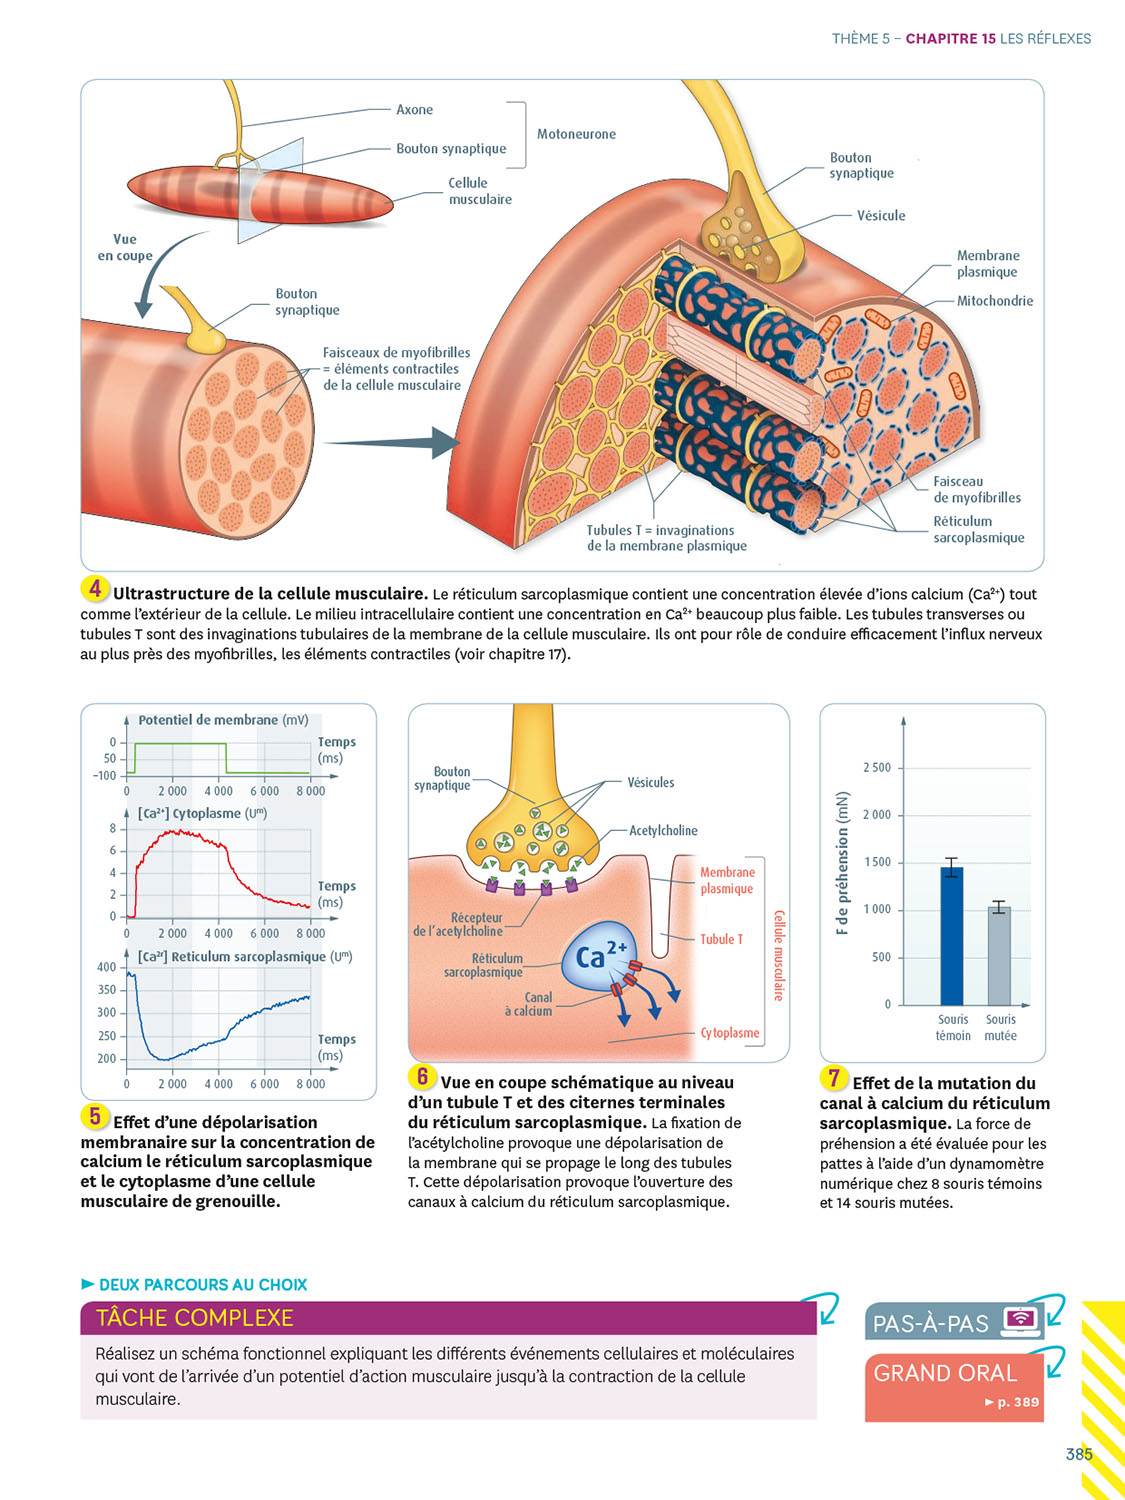 THÈME 5 – CHAPITRE 15 LES RÉFLEXES
Axone
Motoneurone
Bouton synaptique
Cellule
musculaire
Vue
en coupe
Bouton
synaptique
Faisceaux de myofibrilles
= éléments contractiles
de la cellule musculaire
Bouton
synaptique
Vésicule
Membrane
plasmique
Mitochondrie
Faisceau
de myofibrilles
Réticulum
sarcoplasmique
Tubules T = invaginations
de la membrane plasmique
4 Ultrastructure de la cellule musculaire. Le réticulum sarcoplasmique contient une concentration élevée d'ions calcium (Ca²⁺) tout
comme l'extérieur de la cellule. Le milieu intracellulaire contient une concentration en Ca²⁺ beaucoup plus faible. Les tubules transverses ou
tubules T sont des invaginations tubulaires de la membrane de la cellule musculaire. Ils ont pour rôle de conduire efficacement l'influx nerveux
au plus près des myofibrilles, les éléments contractiles (voir chapitre 17).
Potentiel de membrane (mV)
0
50
–100
Temps
(ms)
0 2 000 4 000 6 000 8 000
[Ca²⁺] Cytoplasme (Uᵐ)
8
6
4
2
0
Temps
(ms)
0 2 000 4 000 6 000 8 000
[Ca²ᶠ] Reticulum sarcoplasmique (Uᵐ)
400
350
300
250
200
Temps
(ms)
0 2 000 4 000 6 000 8 000
5 Effet d'une dépolarisation
membranaire sur la concentration de
calcium le réticulum sarcoplasmique
et le cytoplasme d'une cellule
musculaire de grenouille.
Bouton
synaptique
Vésicules
Acetylcholine
Membrane
plasmique
Récepteur
de l'acetylcholine
Tubule T
Réticulum
sarcoplasmique
Ca²⁺
Canal
à calcium
Cytoplasme
Cellule musculaire
6 Vue en coupe schématique au niveau
d'un tubule T et des citernes terminales
du réticulum sarcoplasmique. La fixation de
l'acétylcholine provoque une dépolarisation de
la membrane qui se propage le long des tubules
T. Cette dépolarisation provoque l'ouverture des
canaux à calcium du réticulum sarcoplasmique.
F de préhension (mN)
2 500
2 000
1 500
1 000
500
0
Souris
témoin
Souris
mutée
7 Effet de la mutation du
canal à calcium du réticulum
sarcoplasmique. La force de
préhension a été évaluée pour les
pattes à l'aide d'un dynamomètre
numérique chez 8 souris témoins
et 14 souris mutées.
► DEUX PARCOURS AU CHOIX
TÂCHE COMPLEXE
Réalisez un schéma fonctionnel expliquant les différents événements cellulaires et moléculaires
qui vont de l'arrivée d'un potentiel d'action musculaire jusqu'à la contraction de la cellule
musculaire.
PAS-À-PAS
GRAND ORAL
► p. 389
385